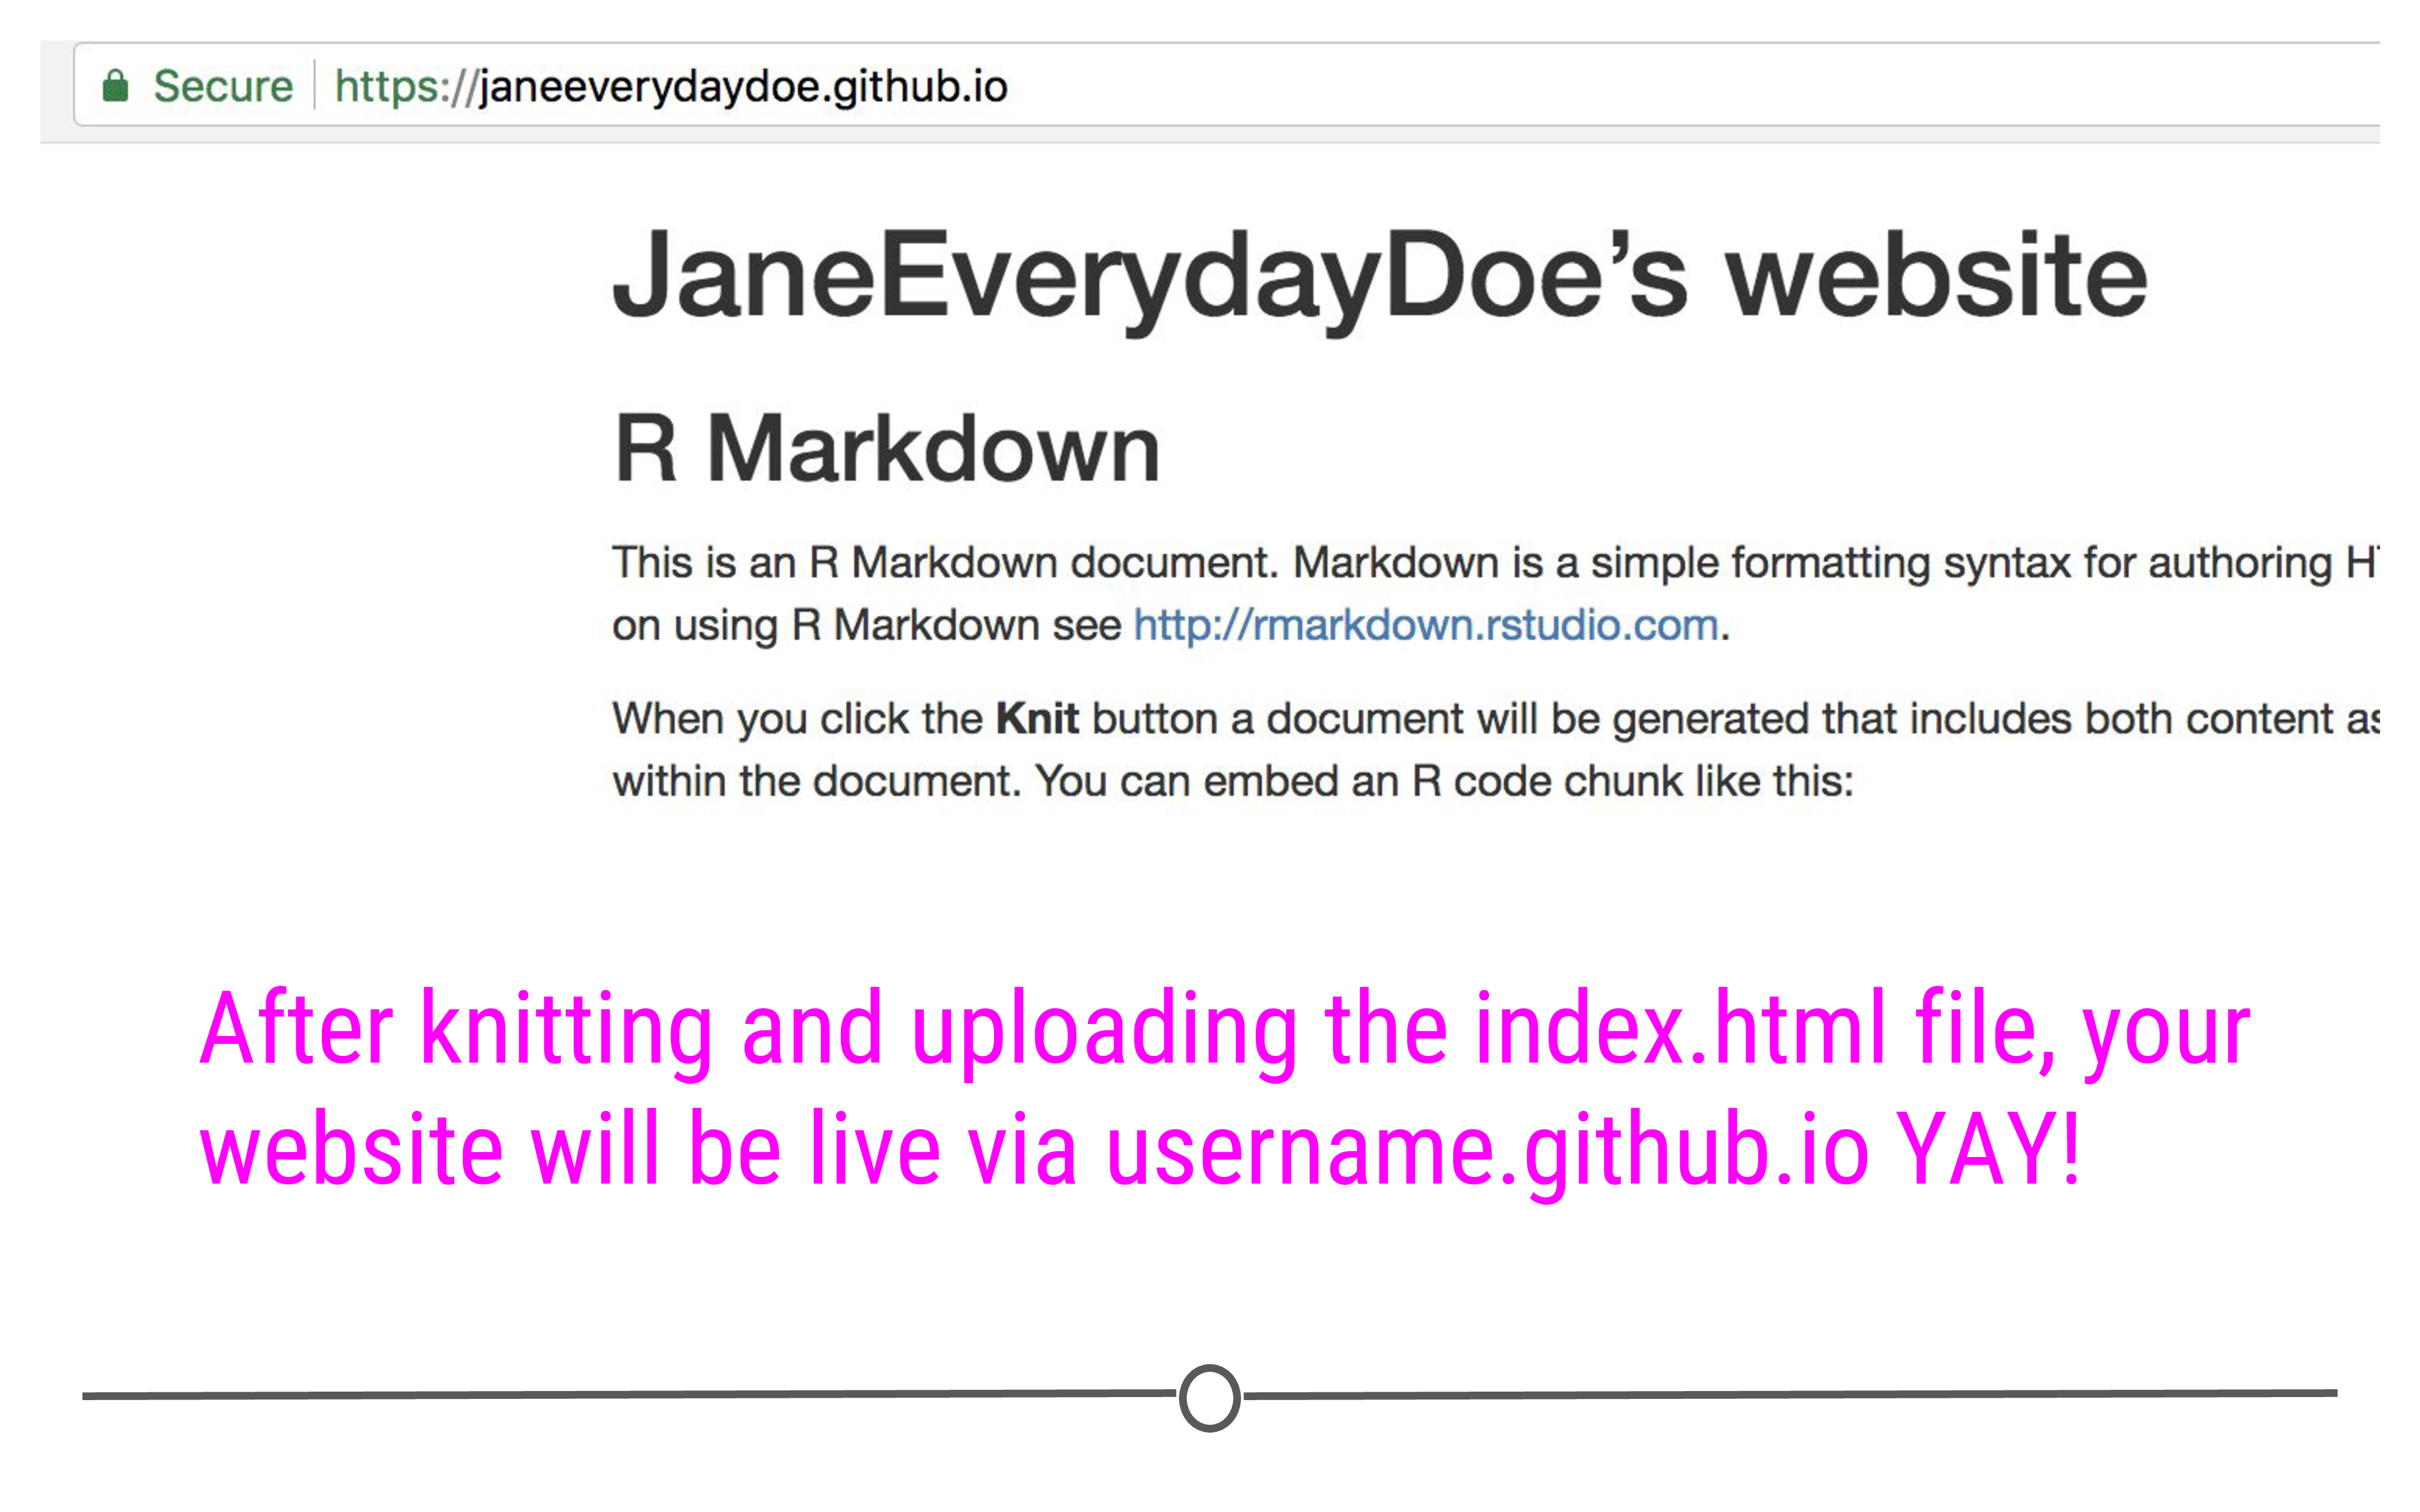 Secure | https://janeeverydaydoe.github.io
JaneEverydayDoe’s website
R Markdown
This is an R Markdown document. Markdown is a simple formatting syntax for authoring
on using R Markdown see http://rmarkdown.rstudio.com.
When you click the Knit button a document will be generated that includes both content as
within the document. You can embed an R code chunk like this:
After knitting and uploading the index.html file, your
website will be live via username.github.io YAY!